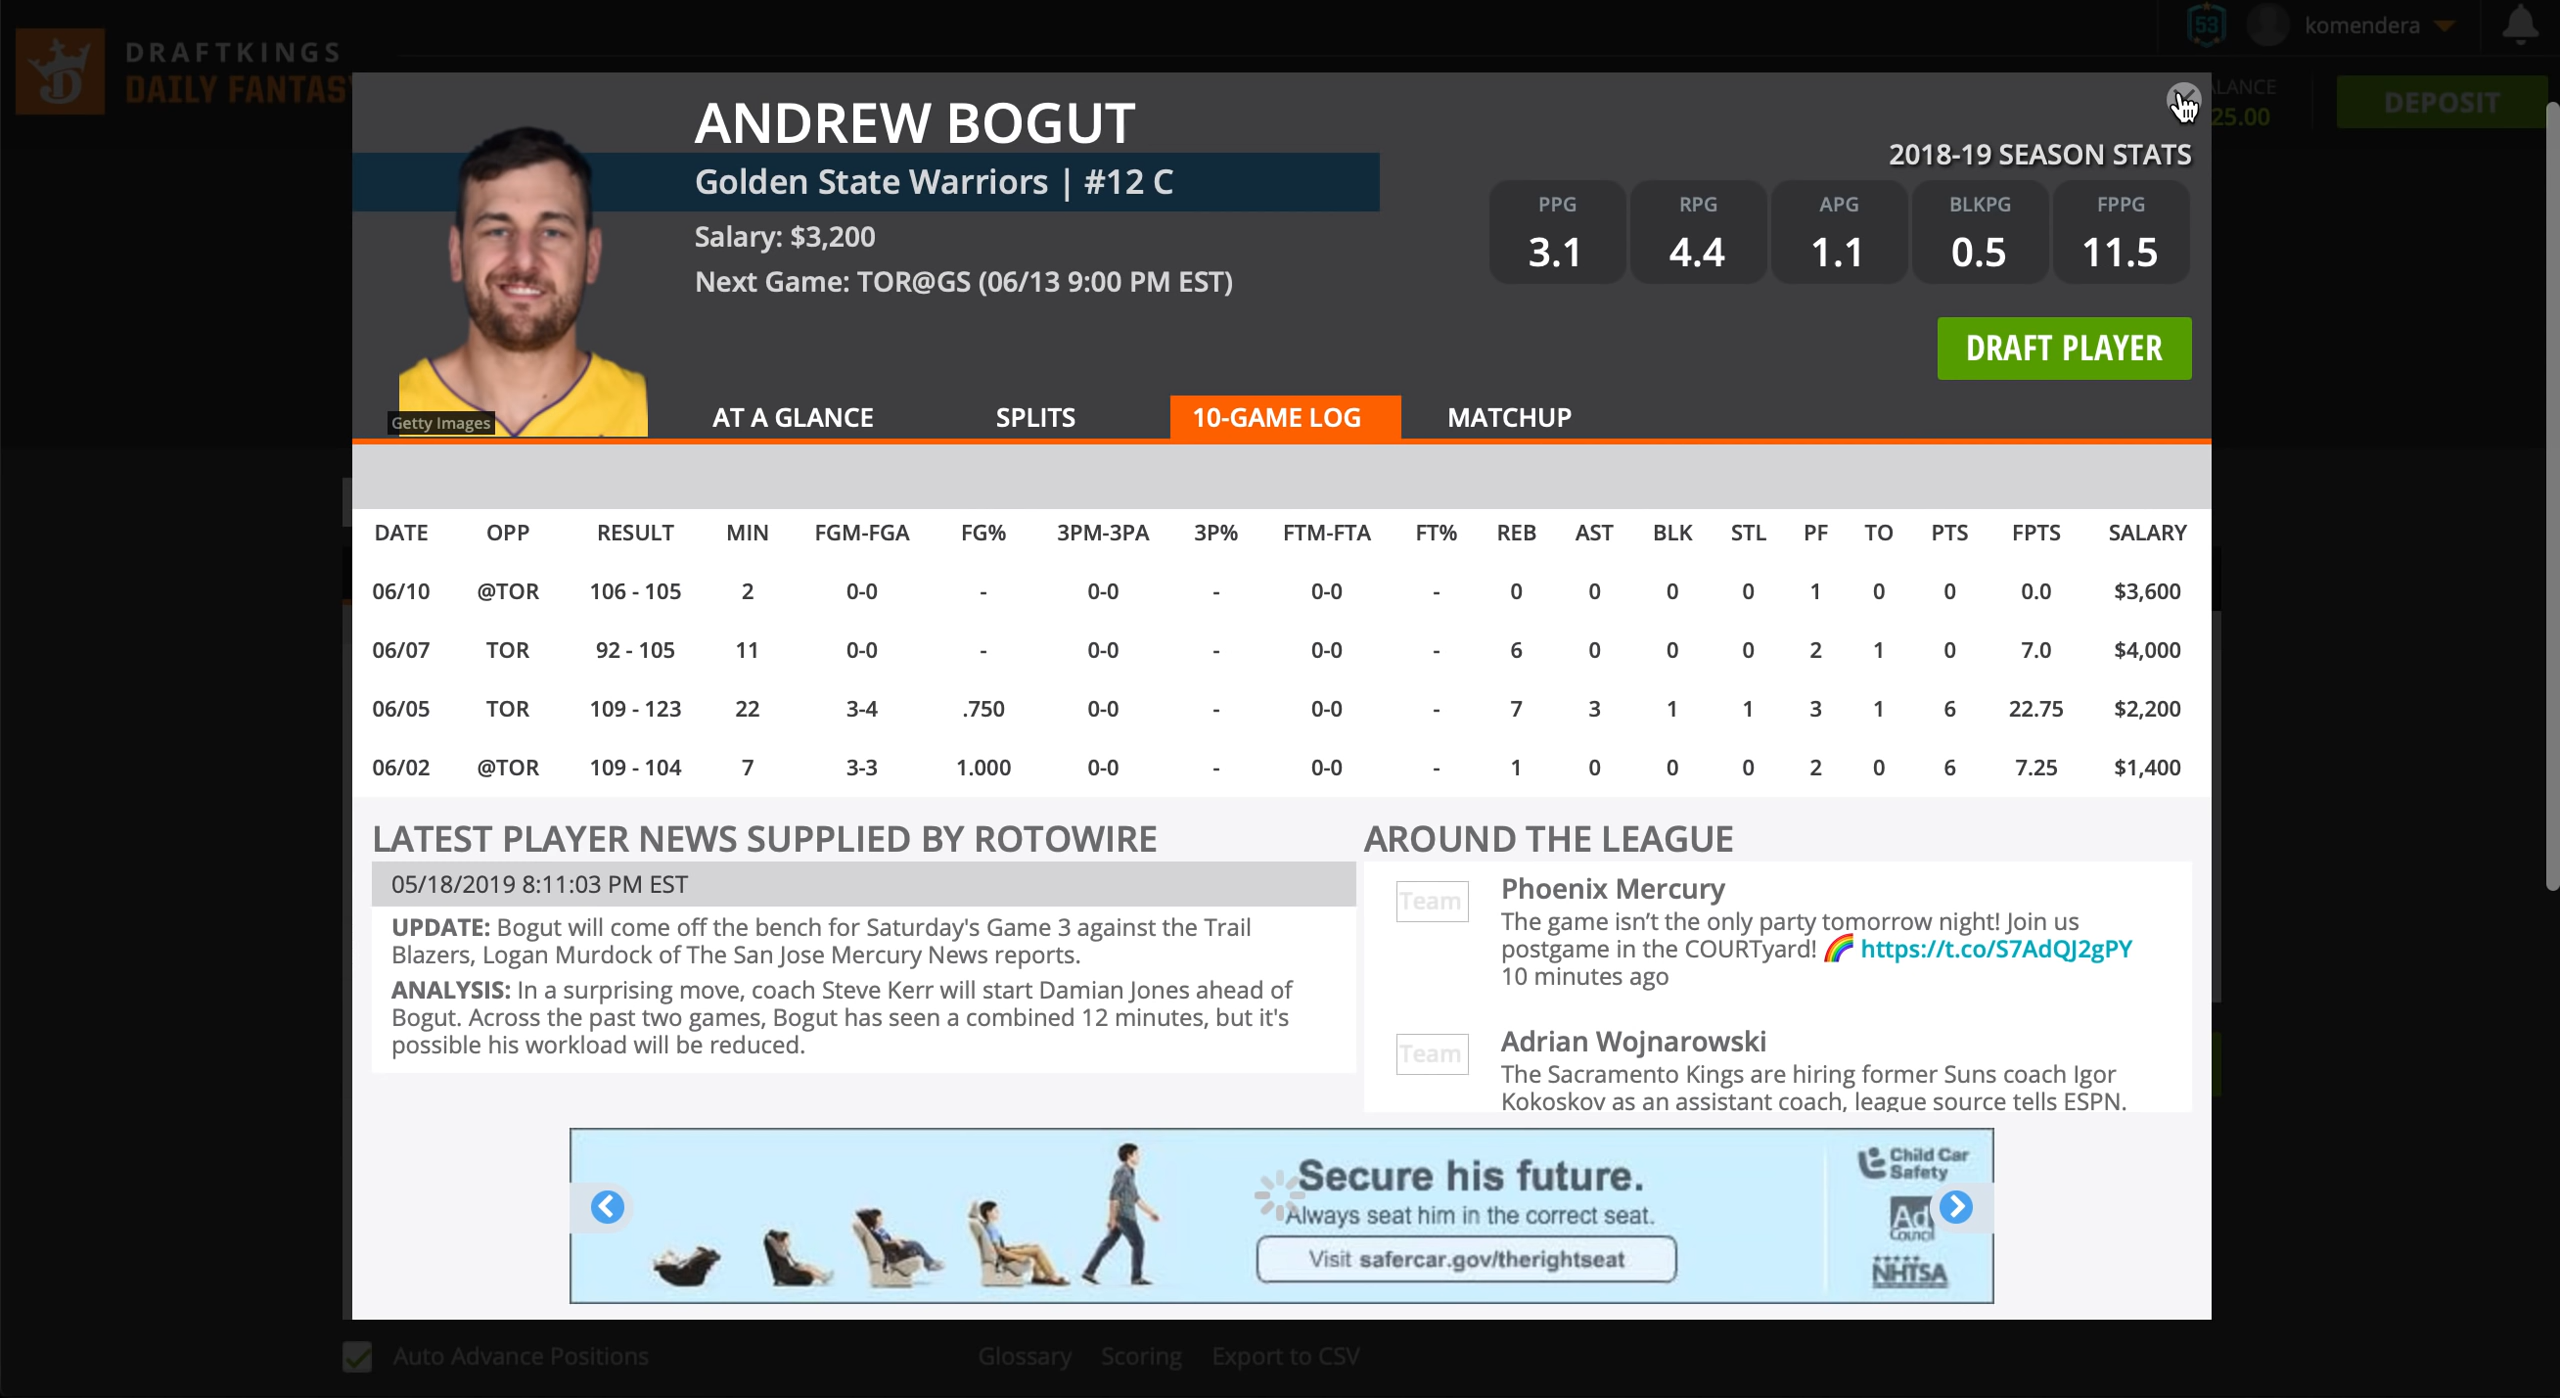 DRAFTKINGS
DAILY FANTAS
53
komendera
LANCE
25.00
DEPOSIT
ANDREW BOGUT
Golden State Warriors | #12 C
Salary: $3,200
Next Game: TOR@GS (06/13 9:00 PM EST)
2018-19 SEASON STATS
PPG RPG APG BLKPG FPPG
3.1 4.4 1.1 0.5 11.5
DRAFT PLAYER
Getty Images
AT A GLANCE SPLITS 10-GAME LOG MATCHUP
DATE OPP RESULT MIN FGM-FGA FG% 3PM-3PA 3P% FTM-FTA FT% REB AST BLK STL PF TO PTS FPTS SALARY
06/10 @TOR 106 - 105 2 0-0 - 0-0 - 0-0 - 0 0 0 0 1 0 0 0.0 $3,600
06/07 TOR 92 - 105 11 0-0 - 0-0 - 0-0 - 6 0 0 0 2 1 0 7.0 $4,000
06/05 TOR 109 - 123 22 3-4 .750 0-0 - 0-0 - 7 3 1 1 3 1 6 22.75 $2,200
06/02 @TOR 109 - 104 7 3-3 1.000 0-0 - 0-0 - 1 0 0 0 2 0 6 7.25 $1,400
LATEST PLAYER NEWS SUPPLIED BY ROTOWIRE
05/18/2019 8:11:03 PM EST
UPDATE: Bogut will come off the bench for Saturday's Game 3 against the Trail
Blazers, Logan Murdock of The San Jose Mercury News reports.
ANALYSIS: In a surprising move, coach Steve Kerr will start Damian Jones ahead of
Bogut. Across the past two games, Bogut has seen a combined 12 minutes, but it's
possible his workload will be reduced.
AROUND THE LEAGUE
Team
Phoenix Mercury
The game isn’t the only party tomorrow night! Join us
postgame in the COURTyard! 🌈 https://t.co/S7AdQJ2gPY
10 minutes ago
Team
Adrian Wojnarowski
The Sacramento Kings are hiring former Suns coach Igor
Kokoskov as an assistant coach, league source tells ESPN.
Secure his future.
Always seat him in the correct seat.
Visit safercar.gov/therightseat
Child Car
Safety
Ad
Council
NHTSA
Auto Advance Positions
Glossary Scoring Export to CSV